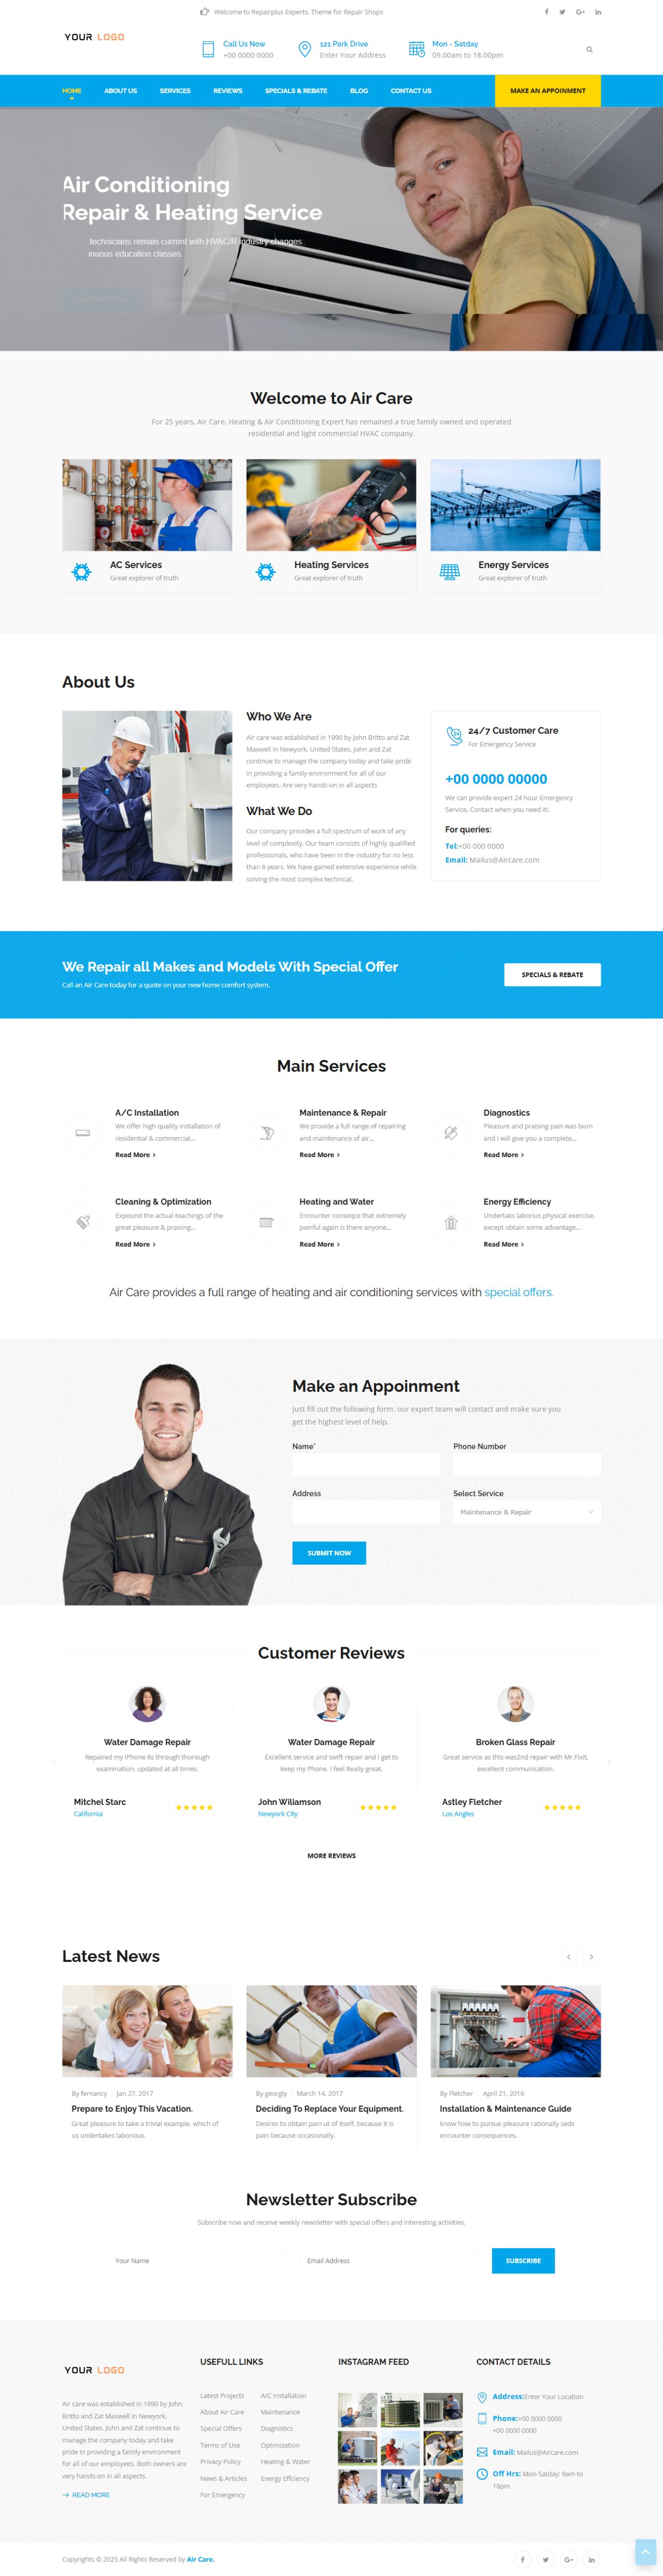 Welcome to Repairplus Experts, Theme for Repair Shops
YOUR LOGO
Call Us Now
+00 0000 0000
121 Park Drive
Enter Your Address
Mon - Satday
09.00am to 18.00pm
HOME
ABOUT US
SERVICES
REVIEWS
SPECIALS & REBATE
BLOG
CONTACT US
MAKE AN APPOINMENT
Air Conditioning
Repair & Heating Service
technicians remain current with HVAC/R industry changes
inuous education classes
Welcome to Air Care
For 25 years, Air Care, Heating & Air Conditioning Expert has remained a true family owned and operated
residential and light commercial HVAC company.
AC Services
Great explorer of truth
Heating Services
Great explorer of truth
Energy Services
Great explorer of truth
About Us
Who We Are
Air care was established in 1990 by John Britto and Zat
Maxwell in Newyork, United States, John and Zat
continue to manage the company today and take pride
in providing a family environment for all of our
employees. Are very hands-on in all aspects
What We Do
Our company provides a full spectrum of work of any
level of complexity. Our team consists of highly qualified
professionals, who have been in the industry for no less
than 6 years. We have gained extensive experience while
solving the most complex technical.
24/7 Customer Care
For Emergency Service
+00 0000 00000
We can provide expert 24 hour Emergency
Service, Contact when you need it!.
For queries:
Tel:+00 000 0000
Email: Mailus@Aircare.com
We Repair all Makes and Models With Special Offer
Call an Air Care today for a quote on your new home comfort system.
SPECIALS & REBATE
Main Services
A/C Installation
We offer high quality installation of
residential & commercial...
Read More >
Maintenance & Repair
We provide a full range of repairing
and maintenance of air...
Read More >
Diagnostics
Pleasure and praising pain was born
and I will give you a complete...
Read More >
Cleaning & Optimization
Expound the actual teachings of the
great pleasure & praising...
Read More >
Heating and Water
Encounter conseqce that extremely
painful again is there anyone...
Read More >
Energy Efficiency
Undertaks laborius physical exercise,
except obtain some advantage...
Read More >
Air Care provides a full range of heating and air conditioning services with special offers.
Make an Appoinment
Just fill out the following form, our expert team will contact and make sure you
get the highest level of help.
Name*
Phone Number
Address
Select Service
Maintenance & Repair
SUBMIT NOW
Customer Reviews
Water Damage Repair
Repaired my iPhone 6s through thorough
examination, updated at all times.
Mitchel Starc
California
Water Damage Repair
Excellent service and swift repair and I get to
keep my Phone, I feel Really great.
John Wiliamson
Newyork City
Broken Glass Repair
Great service as this was2nd repair with Mr.Fixit,
excellent communication.
Astley Fletcher
Los Angles
MORE REVIEWS
Latest News
By fernancy
Jan 27, 2017
Prepare to Enjoy This Vacation.
Great pleasure to take a trivial example, which of
us undertakes laborious.
By georgly
March 14, 2017
Deciding To Replace Your Equipment.
Desires to obtain pain ut of itself, because it is
pain because occasionally.
By Fletcher
April 21, 2016
Installation & Maintenance Guide
know how to pursue pleasure rationally seds
encounter consequences.
Newsletter Subscribe
Subscribe now and receive weekly newsletter with special offers and interesting activities.
Your Name
Email Address
SUBSCRIBE
YOUR LOGO
Air care was established in 1990 by John
Britto and Zat Maxwell in Newyork,
United States. John and Zat continue to
manage the company today and take
pride in providing a family environment
for all of our employees. Both owners are
very hands-on in all aspects.
READ MORE
USEFULL LINKS
Latest Projects
About Air Care
Special Offers
Terms of Use
Privacy Policy
News & Articles
For Emergency
A/C Installation
Maintenance
Diagnistics
Optimization
Heating & Water
Energy Effciency
INSTAGRAM FEED
CONTACT DETAILS
Address:Enter Your Location
Phone:+00 0000 0000
+00 0000 0000
Email: Mailus@Aircare.com
Off Hrs: Mon-Satday: 9am to
18pm
Copyrights © 2025 All Rights Reserved by Air Care.